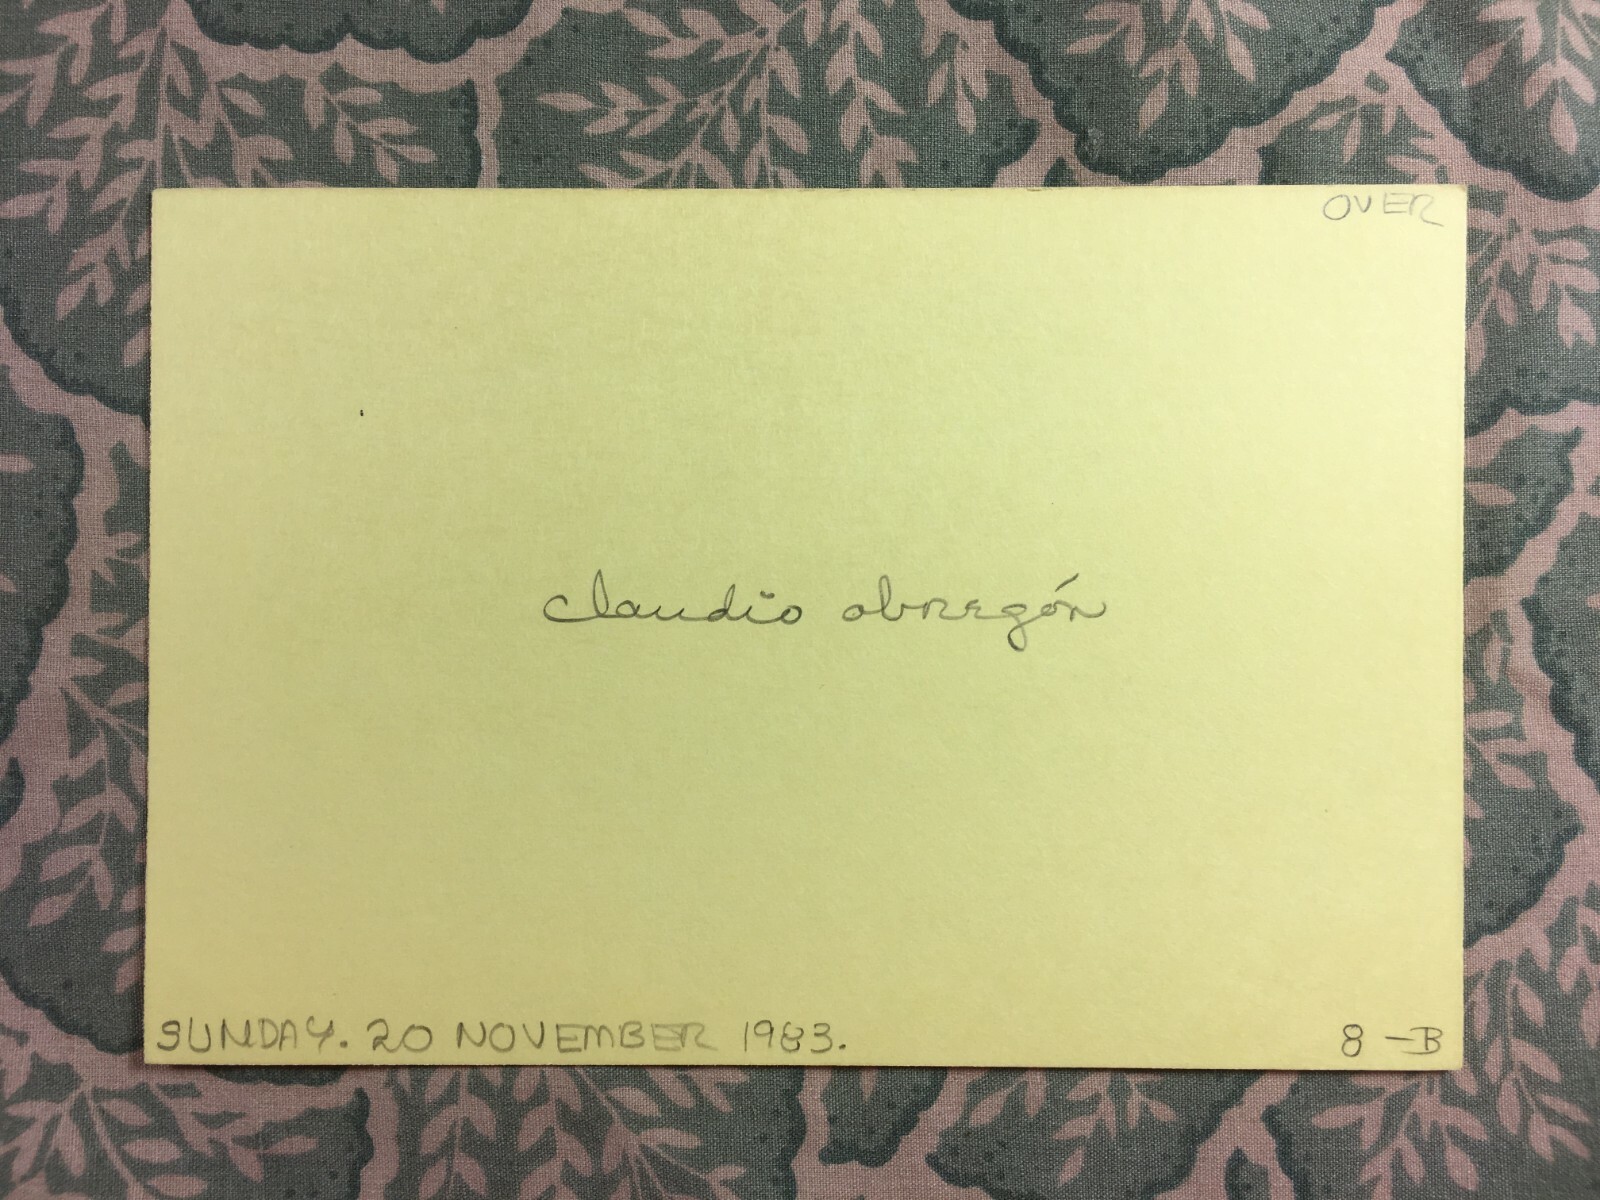 OVER
claudio obregón
SUNDAY. 20 NOVEMBER 1983.
8-B